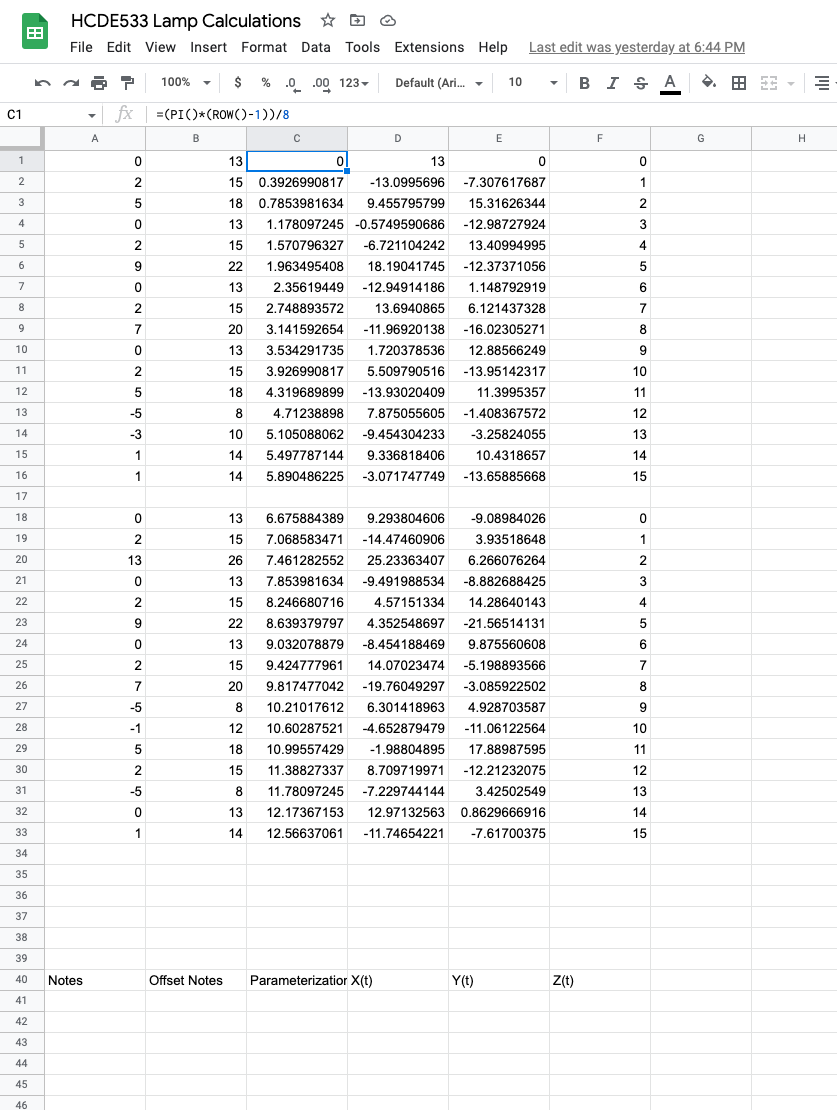 HCDE533 Lamp Calculations
File Edit View Insert Format Data Tools Extensions Help Last edit was yesterday at 6:44 PM
100% $ % .0 .00 123 Default (Ari... 10 B I S A
C1 fx =(PI()*(ROW()-1))/8
A B C D E F G H
1 0 13 0 13 0 0
2 2 15 0.3926990817 -13.0995696 -7.307617687 1
3 5 18 0.7853981634 9.455795799 15.31626344 2
4 0 13 1.178097245 -0.5749590686 -12.98727924 3
5 2 15 1.570796327 -6.721104242 13.40994995 4
6 9 22 1.963495408 18.19041745 -12.37371056 5
7 0 13 2.35619449 -12.94914186 1.148792919 6
8 2 15 2.748893572 13.6940865 6.121437328 7
9 7 20 3.141592654 -11.96920138 -16.02305271 8
10 0 13 3.534291735 1.720378536 12.88566249 9
11 2 15 3.926990817 5.509790516 -13.95142317 10
12 5 18 4.319689899 -13.93020409 11.3995357 11
13 -5 8 4.71238898 7.875055605 -1.408367572 12
14 -3 10 5.105088062 -9.454304233 -3.25824055 13
15 1 14 5.497787144 9.336818406 10.4318657 14
16 1 14 5.890486225 -3.071747749 -13.65885668 15
17
18 0 13 6.675884389 9.293804606 -9.08984026 0
19 2 15 7.068583471 -14.47460906 3.93518648 1
20 13 26 7.461282552 25.23363407 6.266076264 2
21 0 13 7.853981634 -9.491988534 -8.882688425 3
22 2 15 8.246680716 4.57151334 14.28640143 4
23 9 22 8.639379797 4.352548697 -21.56514131 5
24 0 13 9.032078879 -8.454188469 9.875560608 6
25 2 15 9.424777961 14.07023474 -5.198893566 7
26 7 20 9.817477042 -19.76049297 -3.085922502 8
27 -5 8 10.21017612 6.301418963 4.928703587 9
28 -1 12 10.60287521 -4.652879479 -11.06122564 10
29 5 18 10.99557429 -1.98804895 17.88987595 11
30 2 15 11.38827337 8.709719971 -12.21232075 12
31 -5 8 11.78097245 -7.229744144 3.42502549 13
32 0 13 12.17367153 12.97132563 0.8629666916 14
33 1 14 12.56637061 -11.74654221 -7.61700375 15
34
35
36
37
38
39
40 Notes Offset Notes Parameterization X(t) Y(t) Z(t)
41
42
43
44
45
46